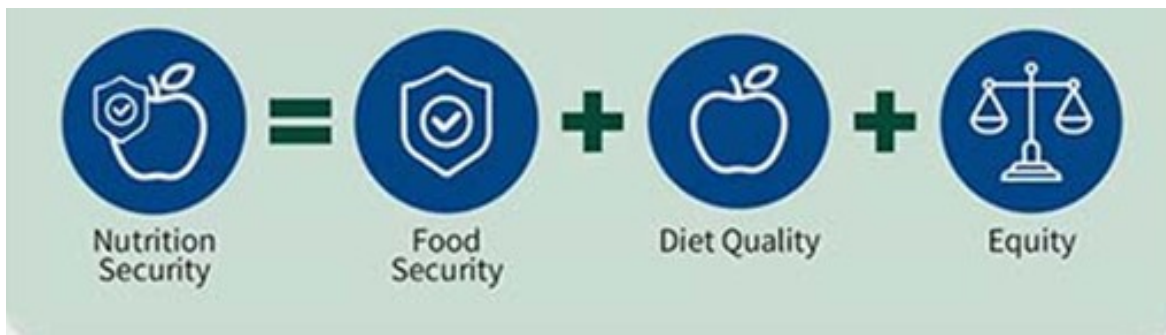 Nutrition
Security
=
Food
Security
+
Diet Quality
+
Equity